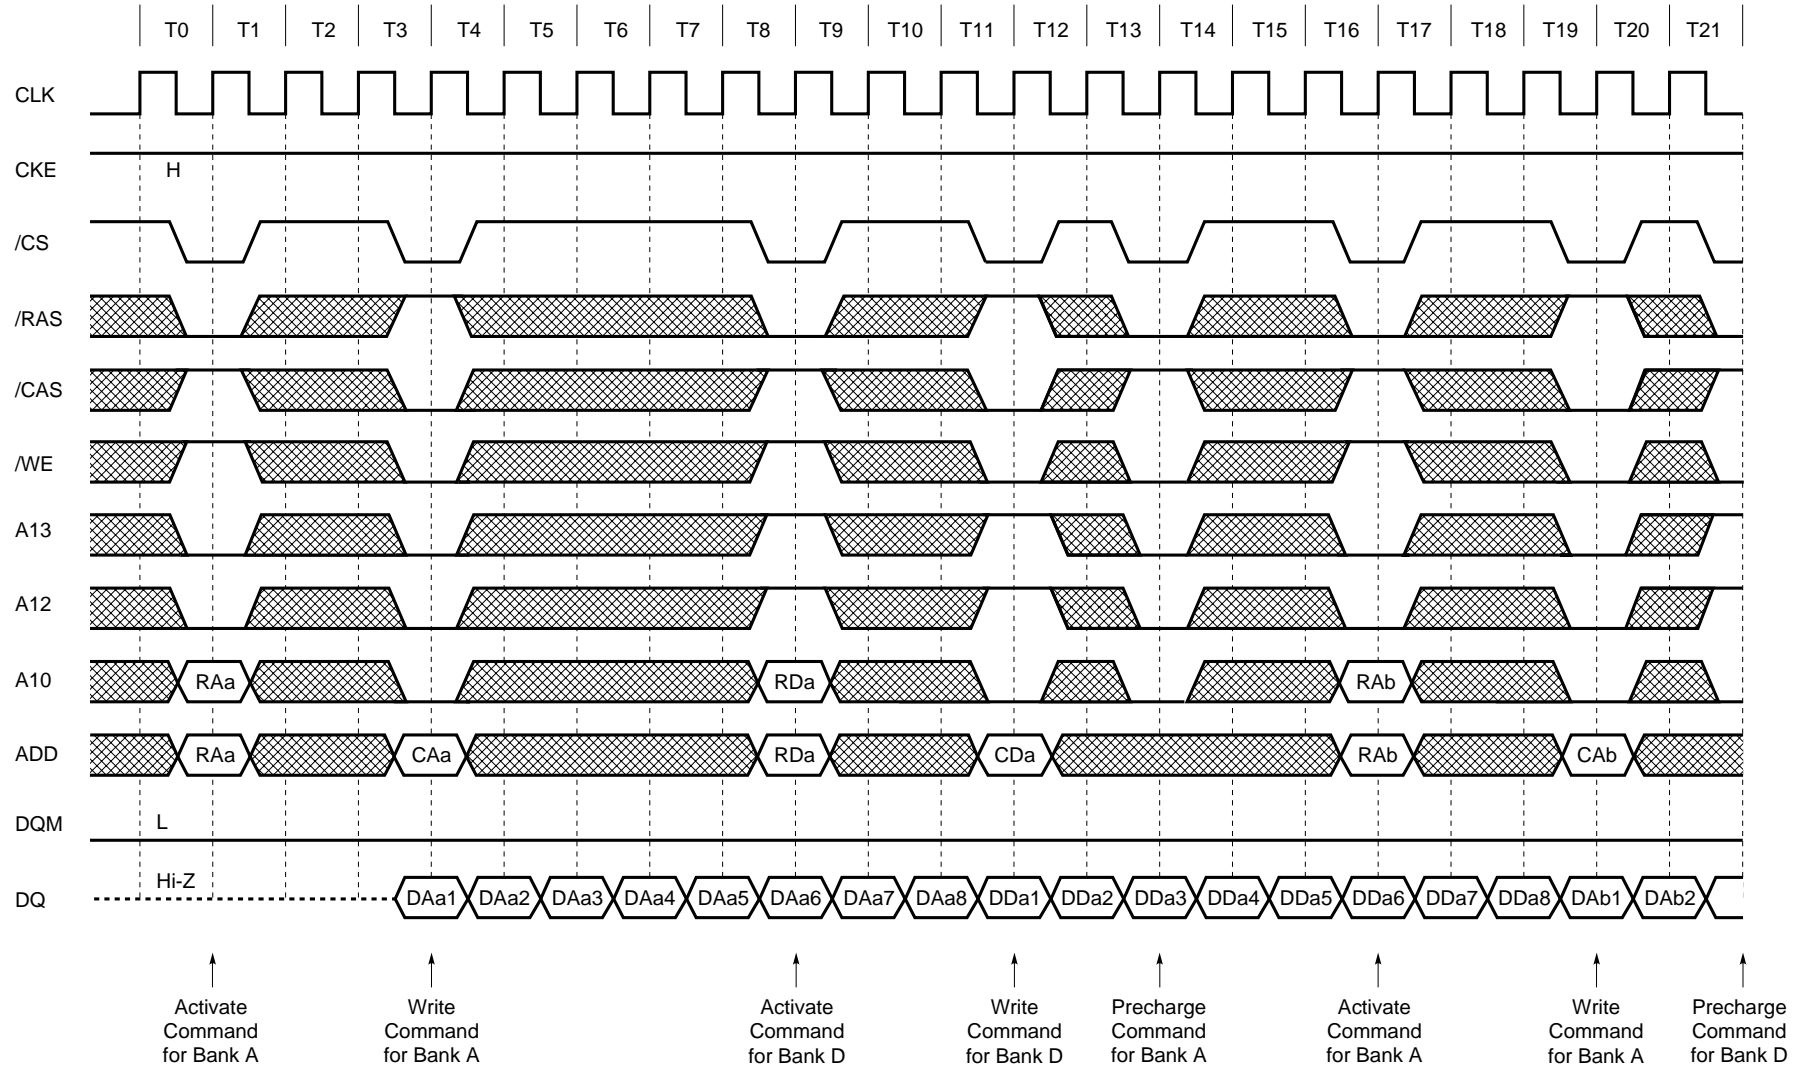 T0 T1 T2 T3 T4 T5 T6 T7 T8 T9 T10 T11 T12 T13 T14 T15 T16 T17 T18 T19 T20 T21
CLK
CKE H
/CS
/RAS
/CAS
/WE
A13
A12
A10 RAa RDa RAb
ADD RAa CAa RDa CDa RAb CAb
DQM L
Hi-Z
DQ DAa1 DAa2 DAa3 DAa4 DAa5 DAa6 DAa7 DAa8 DDa1 DDa2 DDa3 DDa4 DDa5 DDa6 DDa7 DDa8 DAb1 DAb2
Activate
Command
for Bank A
Write
Command
for Bank A
Activate
Command
for Bank D
Write
Command
for Bank D
Precharge
Command
for Bank A
Activate
Command
for Bank A
Write
Command
for Bank A
Precharge
Command
for Bank D